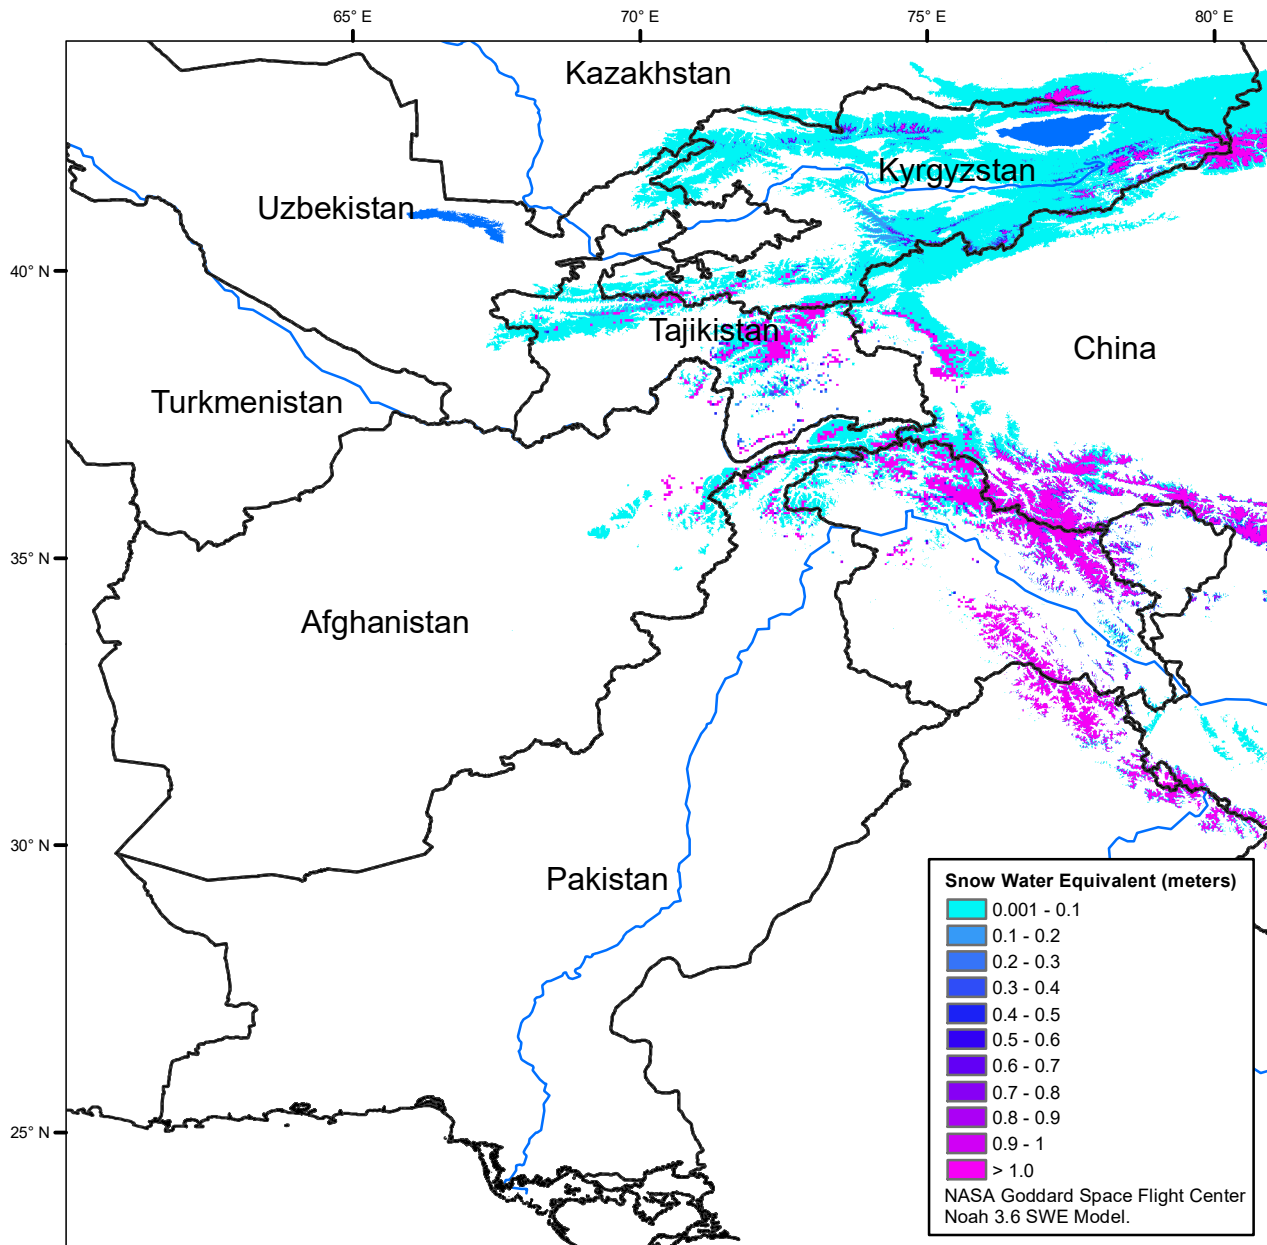 65° E
70° E
75° E
80° E
Kazakhstan
Kyrgyzstan
Uzbekistan
40° N
Tajikistan
China
Turkmenistan
35° N
Afghanistan
30° N
Pakistan
25° N
Snow Water Equivalent (meters)
0.001 - 0.1
0.1 - 0.2
0.2 - 0.3
0.3 - 0.4
0.4 - 0.5
0.5 - 0.6
0.6 - 0.7
0.7 - 0.8
0.8 - 0.9
0.9 - 1
> 1.0
NASA Goddard Space Flight Center
Noah 3.6 SWE Model.